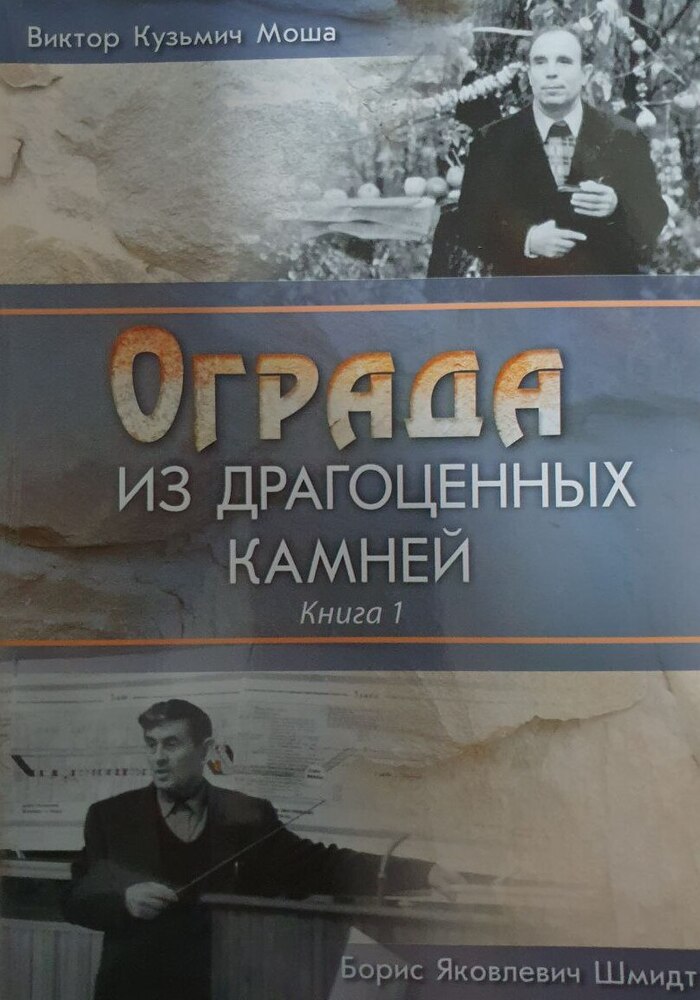 Виктор Кузьмич Моша
Ограда
из драгоценных
камней
Книга 1
Борис Яковлевич Шмидт